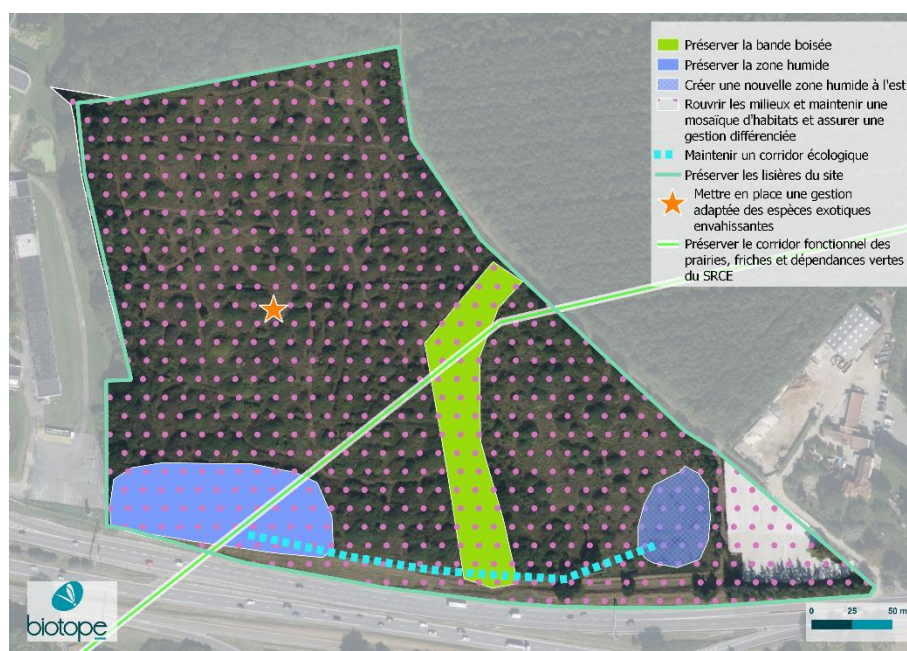 Préserver la bande boisée
Préserver la zone humide
Créer une nouvelle zone humide à l'est
Rouvrir les milieux et maintenir une
mosaïque d'habitats et assurer une
gestion différenciée
Maintenir un corridor écologique
Préserver les lisières du site
Mettre en place une gestion
adaptée des espèces exotiques
envahissantes
Préserver le corridor fonctionnel des
prairies, friches et dépendances vertes
du SRCE
biotope
0 25 50 m